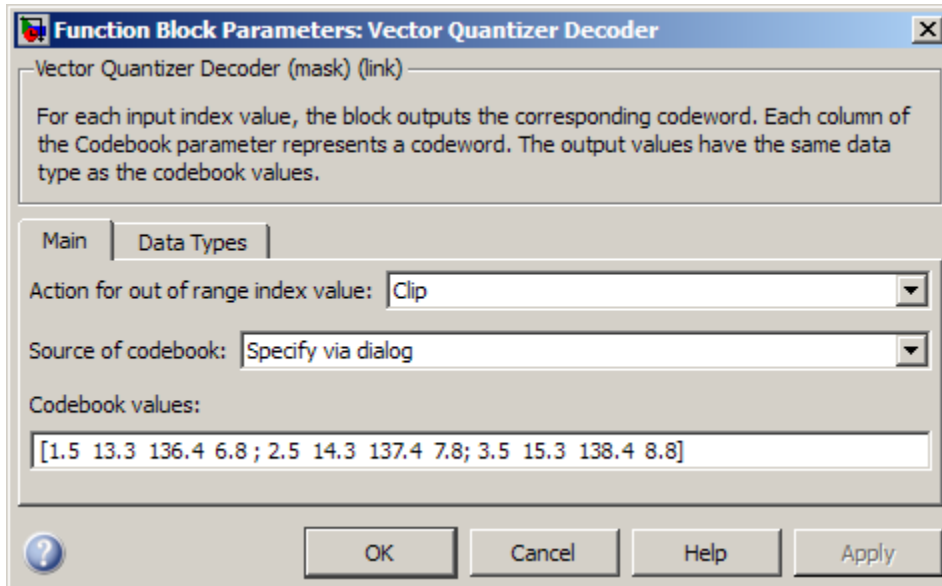 Function Block Parameters: Vector Quantizer Decoder
Vector Quantizer Decoder (mask) (link)
For each input index value, the block outputs the corresponding codeword. Each column of
the Codebook parameter represents a codeword. The output values have the same data
type as the codebook values.
Main Data Types
Action for out of range index value: Clip
Source of codebook: Specify via dialog
Codebook values:
[1.5 13.3 136.4 6.8 ; 2.5 14.3 137.4 7.8; 3.5 15.3 138.4 8.8]
OK Cancel Help Apply